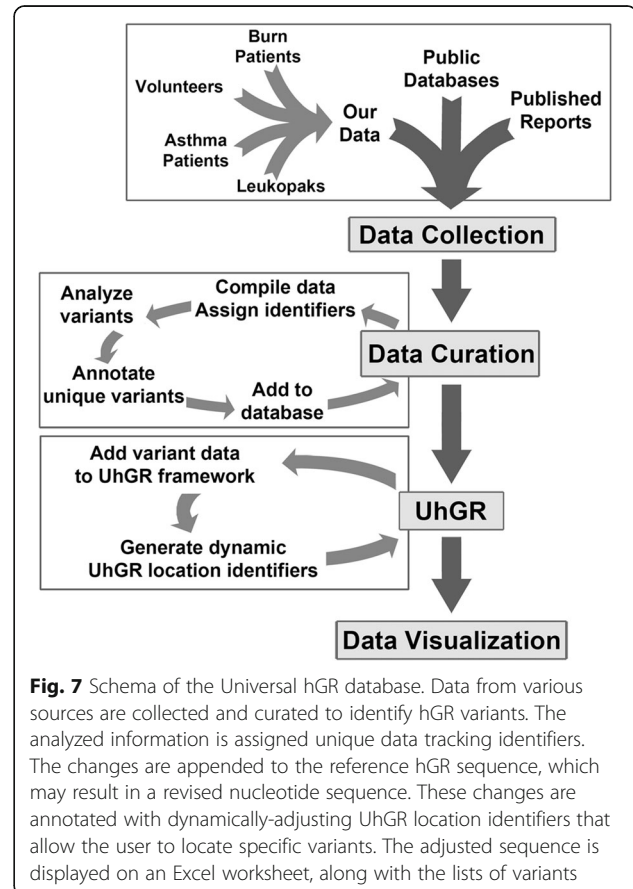 Burn
Patients
Volunteers
Asthma
Patients
Leukopaks
Our
Data
Public
Databases
Published
Reports
Data Collection
Compile data
Assign identifiers
Analyze
variants
Annotate
unique variants
Add to
database
Data Curation
Add variant data
to UhGR framework
Generate dynamic
UhGR location identifiers
UhGR
Data Visualization
Fig. 7 Schema of the Universal hGR database. Data from various
sources are collected and curated to identify hGR variants. The
analyzed information is assigned unique data tracking identifiers.
The changes are appended to the reference hGR sequence, which
may result in a revised nucleotide sequence. These changes are
annotated with dynamically-adjusting UhGR location identifiers that
allow the user to locate specific variants. The adjusted sequence is
displayed on an Excel worksheet, along with the lists of variants